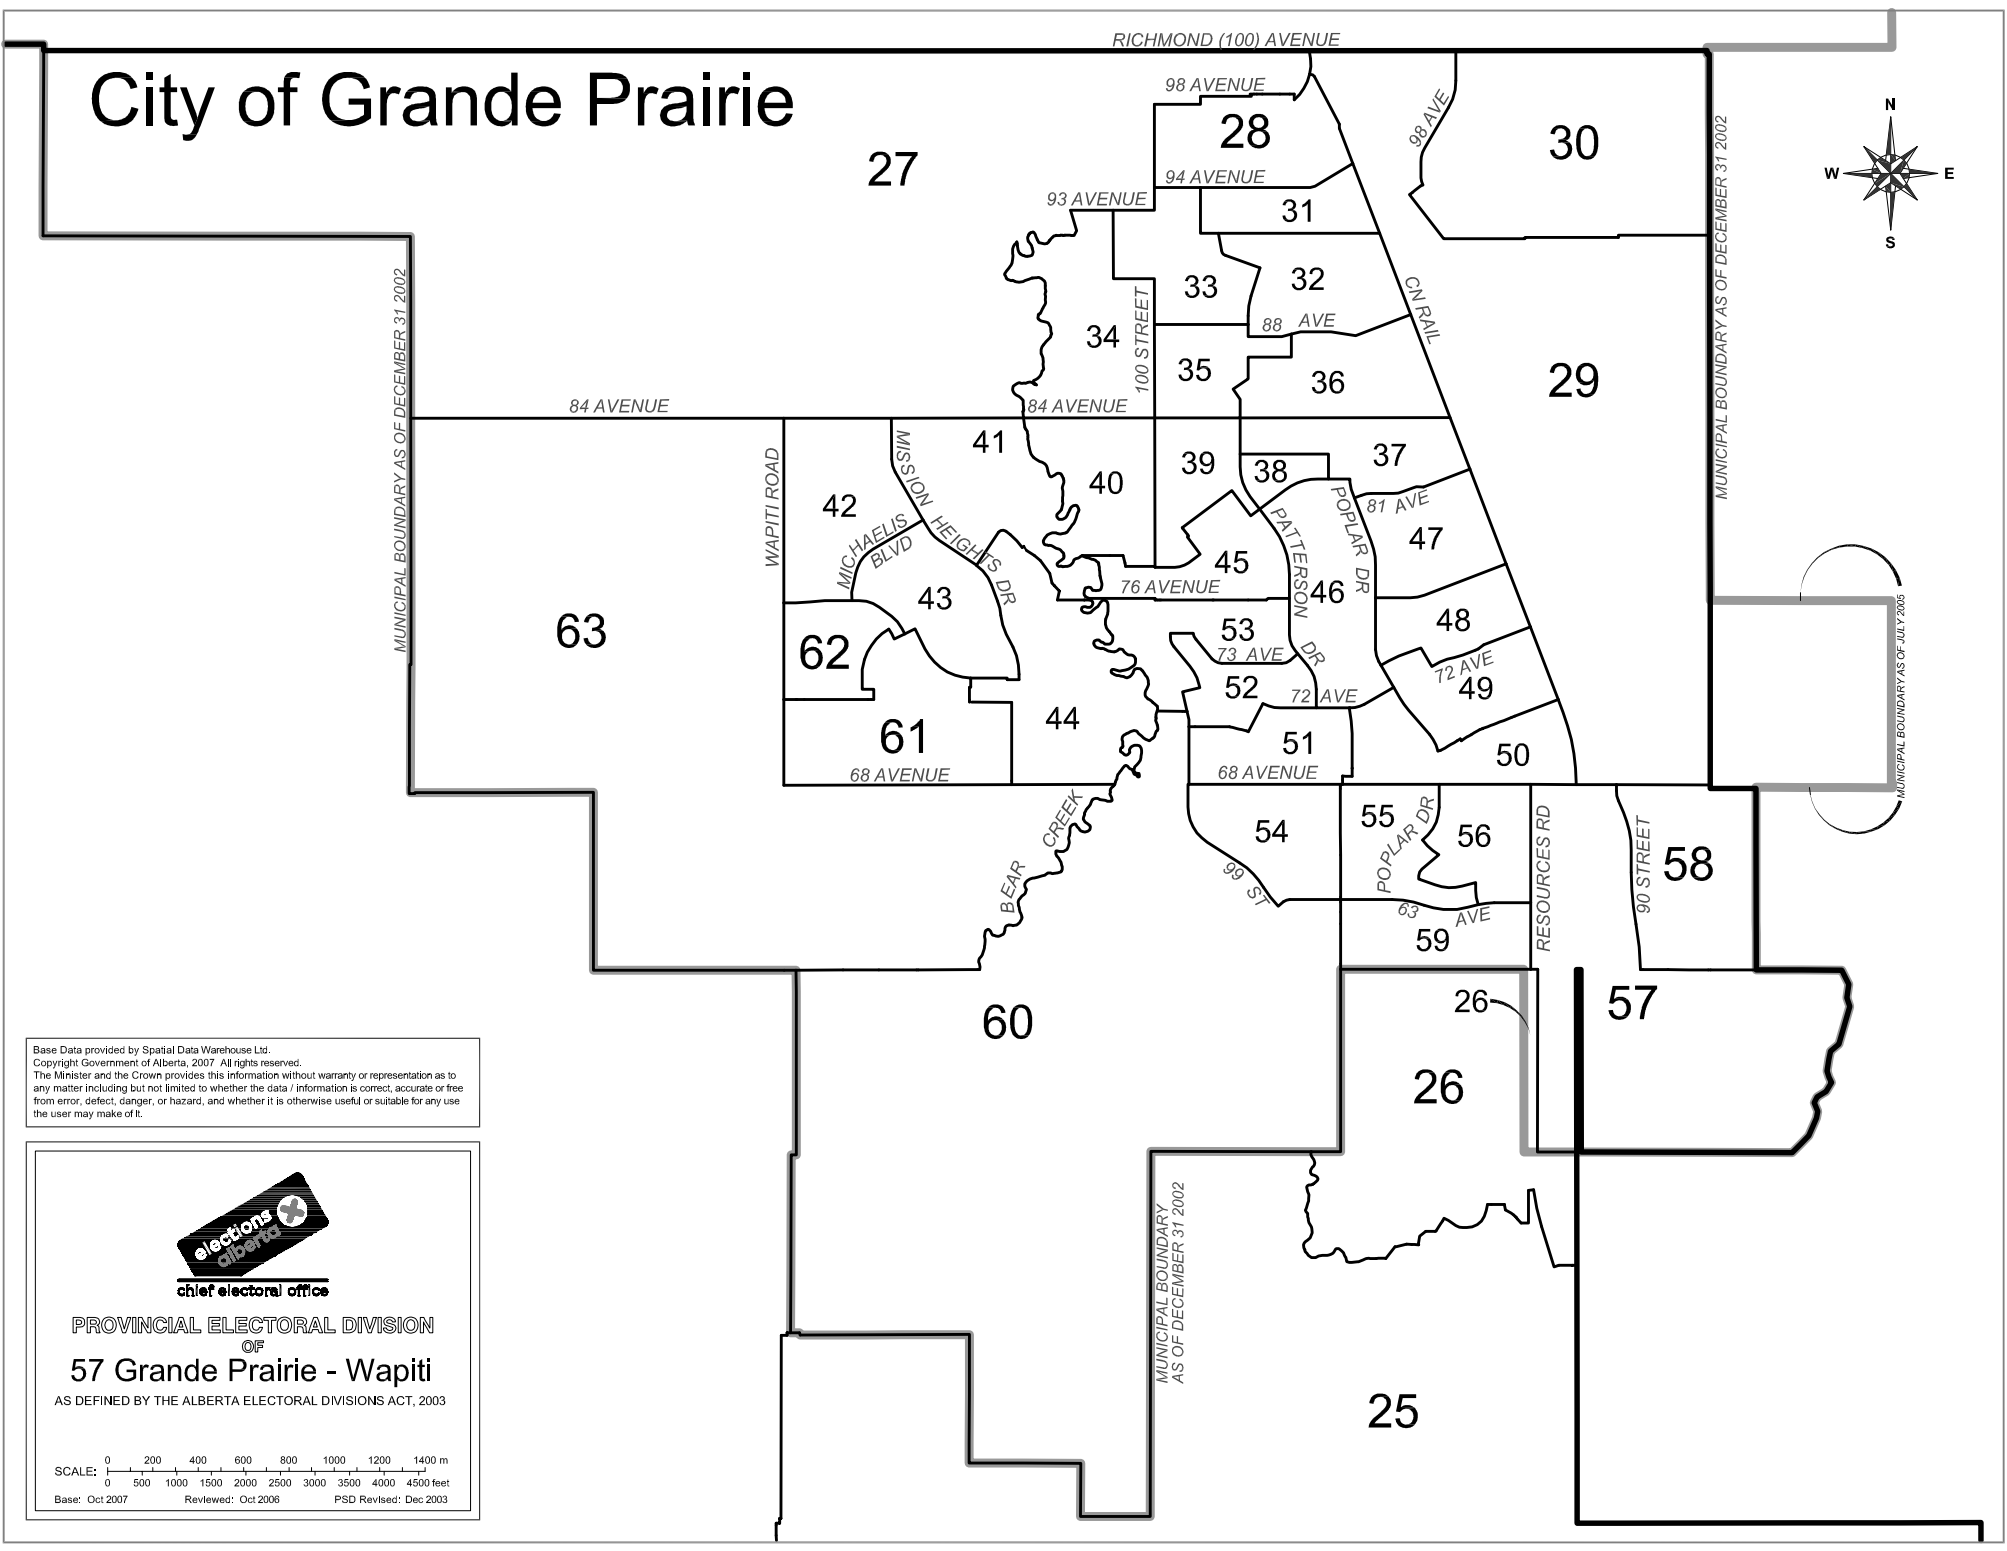 RICHMOND (100) AVENUE
City of Grande Prairie
98 AVENUE
28
98 AVE
30
N
W
E
S
27
94 AVENUE
93 AVENUE
31
MUNICIPAL BOUNDARY AS OF DECEMBER 31 2002
MUNICIPAL BOUNDARY AS OF DECEMBER 31 2002
33
32
CN RAIL
34
100 STREET
88 AVE
35
36
29
84 AVENUE
84 AVENUE
41
MISSION HEIGHTS DR
WAPITI ROAD
40
39
38
37
42
POPLAR DR
81 AVE
PATTERSON DR
MICHAELIS
BLVD
47
45
46
43
76 AVENUE
63
48
53
62
73 AVE
72 AVE
52
49
72 AVE
MUNICIPAL BOUNDARY AS OF JULY 2005
44
61
51
50
68 AVENUE
68 AVENUE
BEAR CREEK
54
55
POPLAR DR
56
RESOURCES RD
90 STREET
58
99 ST
63 AVE
59
60
26
57
26
Base Data provided by Spatial Data Warehouse Ltd.
Copyright Government of Alberta, 2007 All rights reserved.
The Minister and the Crown provides this information without warranty or representation as to
any matter including but not limited to whether the data / information is correct, accurate or free
from error, defect, danger, or hazard, and whether it is otherwise useful or suitable for any use
the user may make of it.
MUNICIPAL BOUNDARY
AS OF DECEMBER 31 2002
25
elections
alberta
chief electoral office
PROVINCIAL ELECTORAL DIVISION
OF
57 Grande Prairie - Wapiti
AS DEFINED BY THE ALBERTA ELECTORAL DIVISIONS ACT, 2003
0 200 400 600 800 1000 1200 1400 m
SCALE:
0 500 1000 1500 2000 2500 3000 3500 4000 4500 feet
Base: Oct 2007 Reviewed: Oct 2006 PSD Revised: Dec 2003